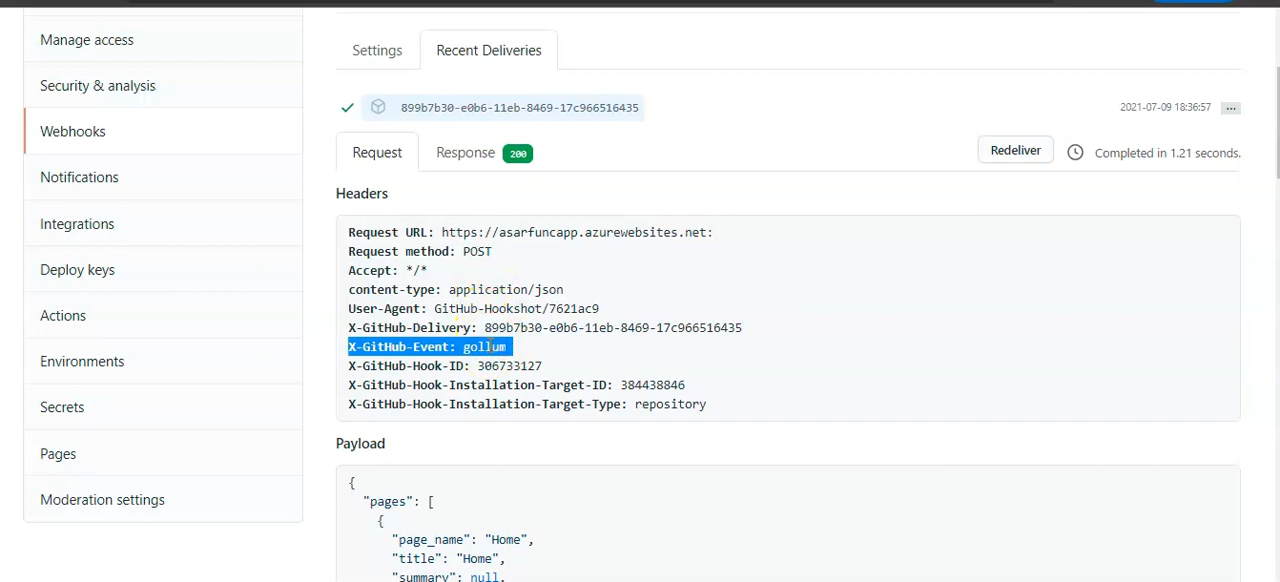 Manage access
Security & analysis
Webhooks
Notifications
Integrations
Deploy keys
Actions
Environments
Secrets
Pages
Moderation settings
Settings
Recent Deliveries
899b7b30-e0b6-11eb-8469-17c966516435
2021-07-09 18:36:57
...
Request
Response 200
Redeliver
Completed in 1.21 seconds.
Headers
Request URL: https://asarfuncapp.azurewebsites.net:
Request method: POST
Accept: */*
content-type: application/json
User-Agent: GitHub-Hookshot/7621ac9
X-GitHub-Delivery: 899b7b30-e0b6-11eb-8469-17c966516435
X-GitHub-Event: gollum
X-GitHub-Hook-ID: 306733127
X-GitHub-Hook-Installation-Target-ID: 384438846
X-GitHub-Hook-Installation-Target-Type: repository
Payload
{
"pages": [
{
"page_name": "Home",
"title": "Home",
"summary": null,